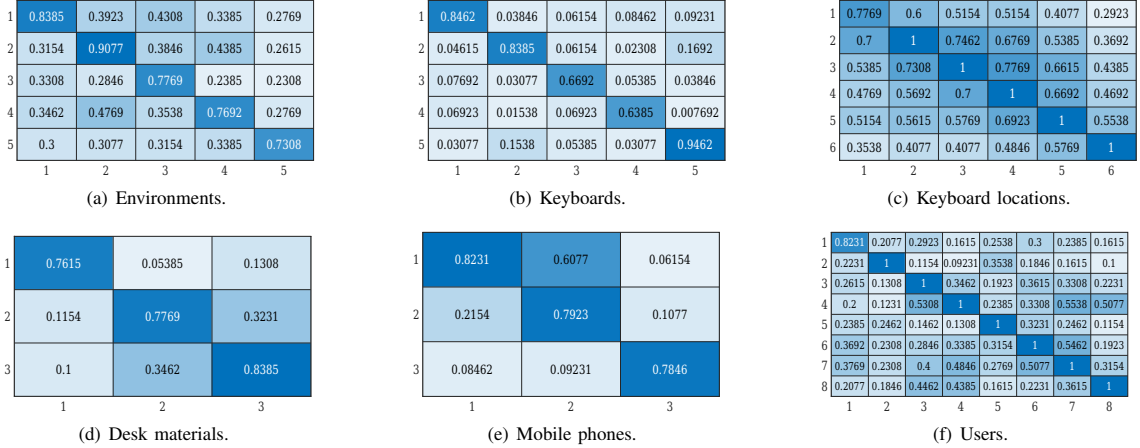 1 0.8385 0.3923 0.4308 0.3385 0.2769
2 0.3154 0.9077 0.3846 0.4385 0.2615
3 0.3308 0.2846 0.7769 0.2385 0.2308
4 0.3462 0.4769 0.3538 0.7692 0.2769
5 0.3 0.3077 0.3154 0.3385 0.7308
1 2 3 4 5
(a) Environments.
1 0.8462 0.03846 0.06154 0.08462 0.09231
2 0.04615 0.8385 0.06154 0.02308 0.1692
3 0.07692 0.03077 0.6692 0.05385 0.03846
4 0.06923 0.01538 0.06923 0.6385 0.007692
5 0.03077 0.1538 0.05385 0.03077 0.9462
1 2 3 4 5
(b) Keyboards.
1 0.7769 0.6 0.5154 0.5154 0.4077 0.2923
2 0.7 1 0.7462 0.6769 0.5385 0.3692
3 0.5385 0.7308 1 0.7769 0.6615 0.4385
4 0.4769 0.5692 0.7 1 0.6692 0.4692
5 0.5154 0.5615 0.5769 0.6923 1 0.5538
6 0.3538 0.4077 0.4077 0.4846 0.5769 1
1 2 3 4 5 6
(c) Keyboard locations.
1 0.7615 0.05385 0.1308
2 0.1154 0.7769 0.3231
3 0.1 0.3462 0.8385
1 2 3
(d) Desk materials.
1 0.8231 0.6077 0.06154
2 0.2154 0.7923 0.1077
3 0.08462 0.09231 0.7846
1 2 3
(e) Mobile phones.
1 0.8231 0.2077 0.2923 0.1615 0.2538 0.3 0.2385 0.1615
2 0.2231 1 0.1154 0.09231 0.3538 0.1846 0.1615 0.1
3 0.2615 0.1308 1 0.3462 0.1923 0.3615 0.3308 0.2231
4 0.2 0.1231 0.5308 1 0.2385 0.3308 0.5538 0.5077
5 0.2385 0.2462 0.1462 0.1308 1 0.3231 0.2462 0.1154
6 0.3692 0.2308 0.2846 0.3385 0.3154 1 0.5462 0.1923
7 0.3769 0.2308 0.4 0.4846 0.2769 0.5077 1 0.3154
8 0.2077 0.1846 0.4462 0.4385 0.1615 0.2231 0.3615 1
1 2 3 4 5 6 7 8
(f) Users.